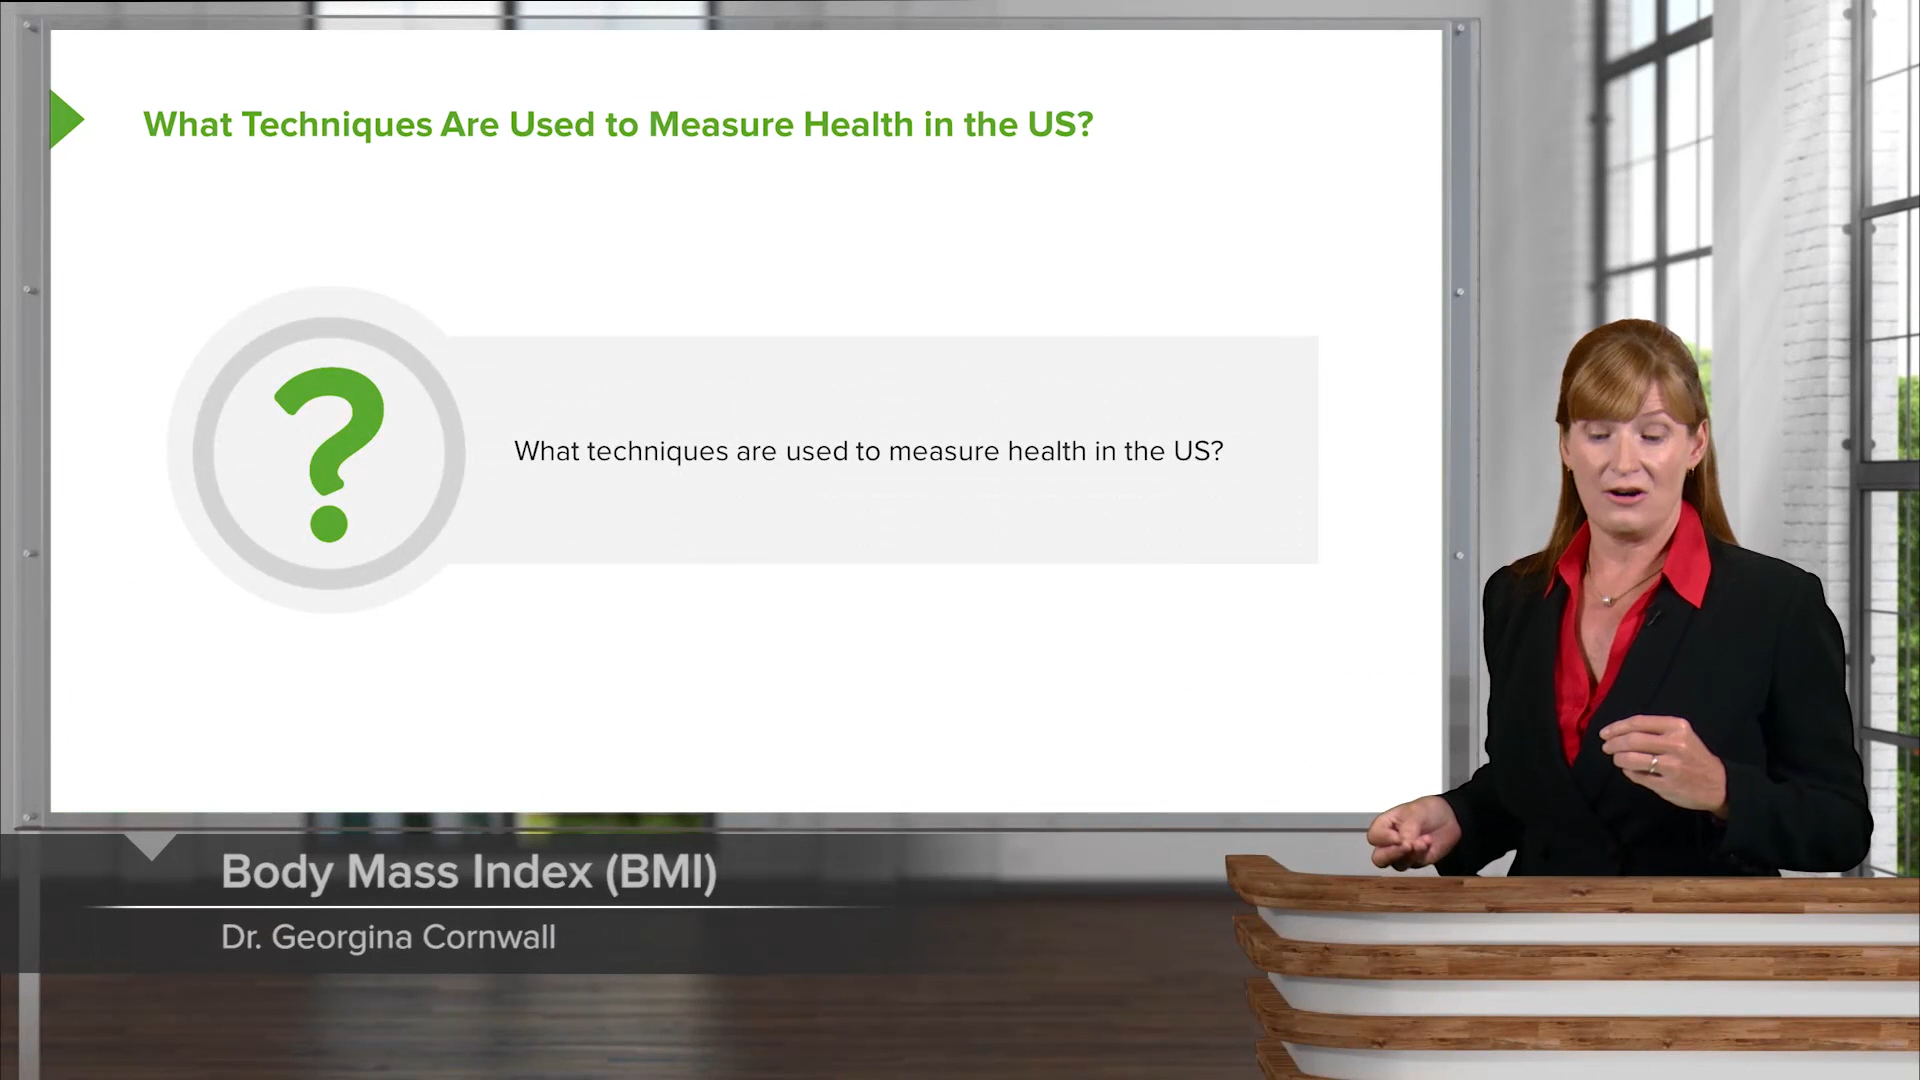 What Techniques Are Used to Measure Health in the US?
?
What techniques are used to measure health in the US?
Body Mass Index (BMI)
Dr. Georgina Cornwall